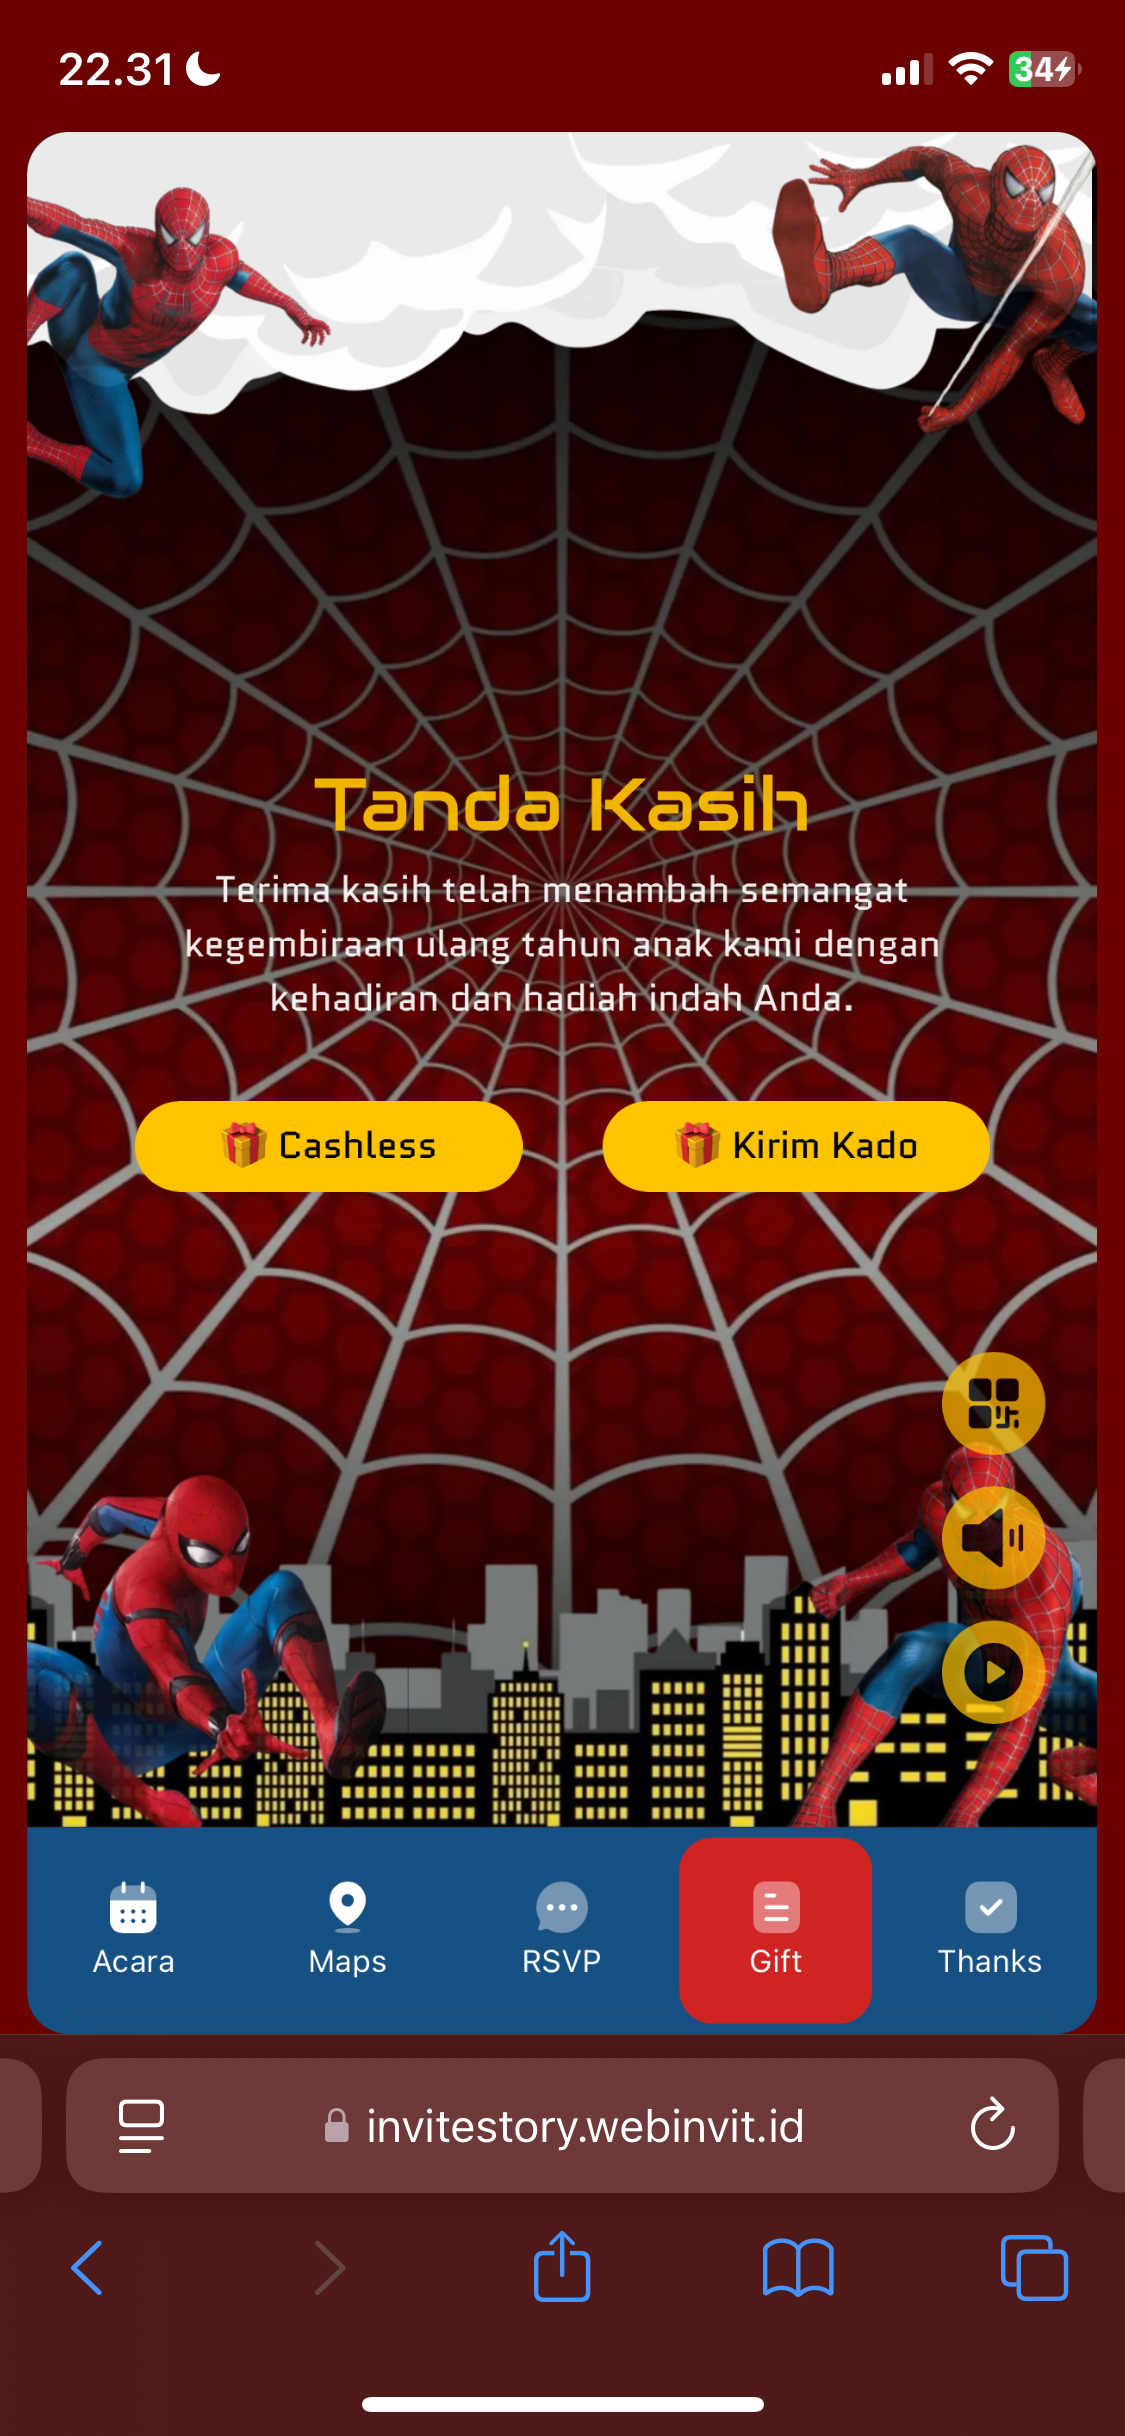 22.31
34
Tanda Kasih
Terima kasih telah menambah semangat
kegembiraan ulang tahun anak kami dengan
kehadiran dan hadiah indah Anda.
Cashless
Kirim Kado
Acara
Maps
RSVP
Gift
Thanks
invitestory.webinvit.id